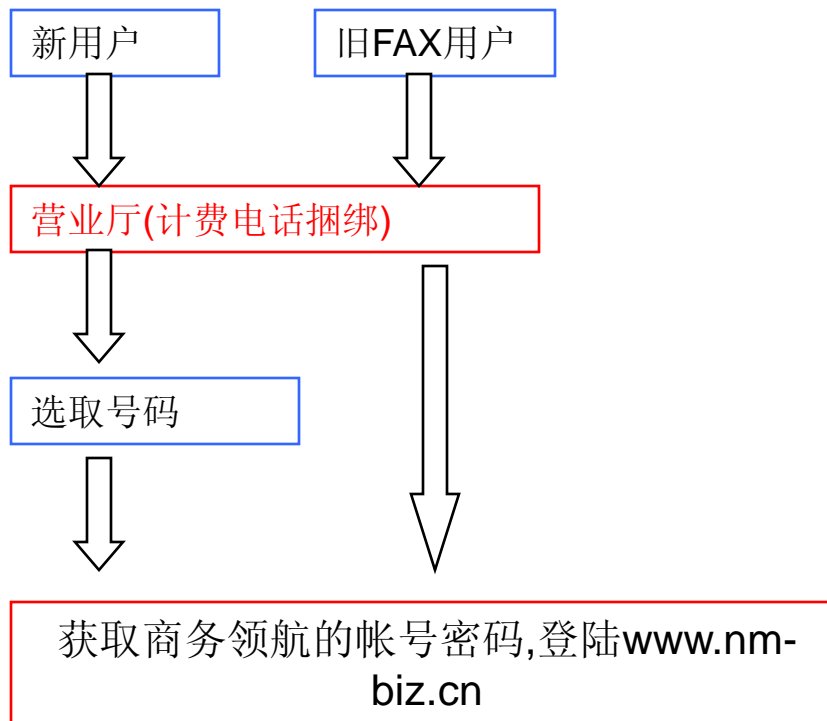 新用户
旧FAX用户
营业厅(计费电话捆绑)
选取号码
获取商务领航的帐号密码,登陆www.nm-
biz.cn